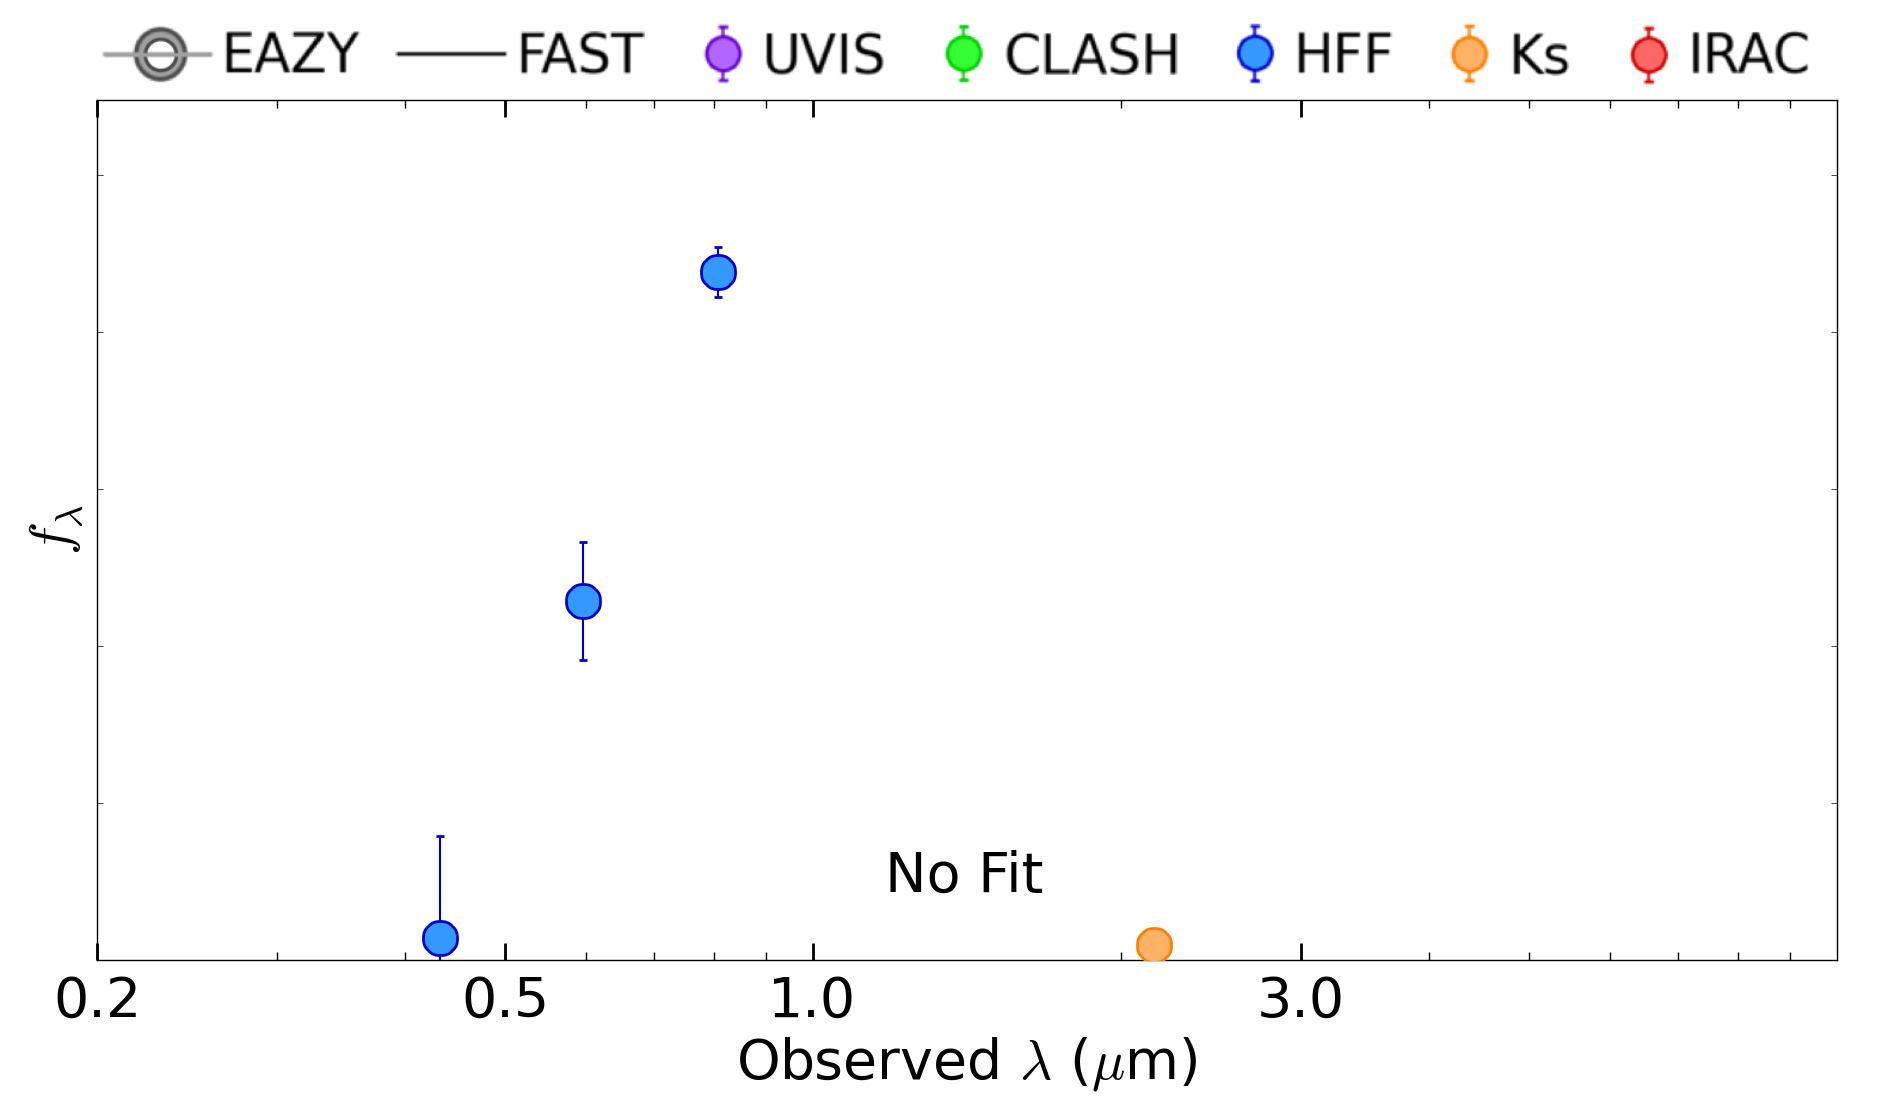 EAZY FAST UVIS CLASH HFF Ks IRAC
f_λ
No Fit
0.2 0.5 1.0 3.0
Observed λ (μm)